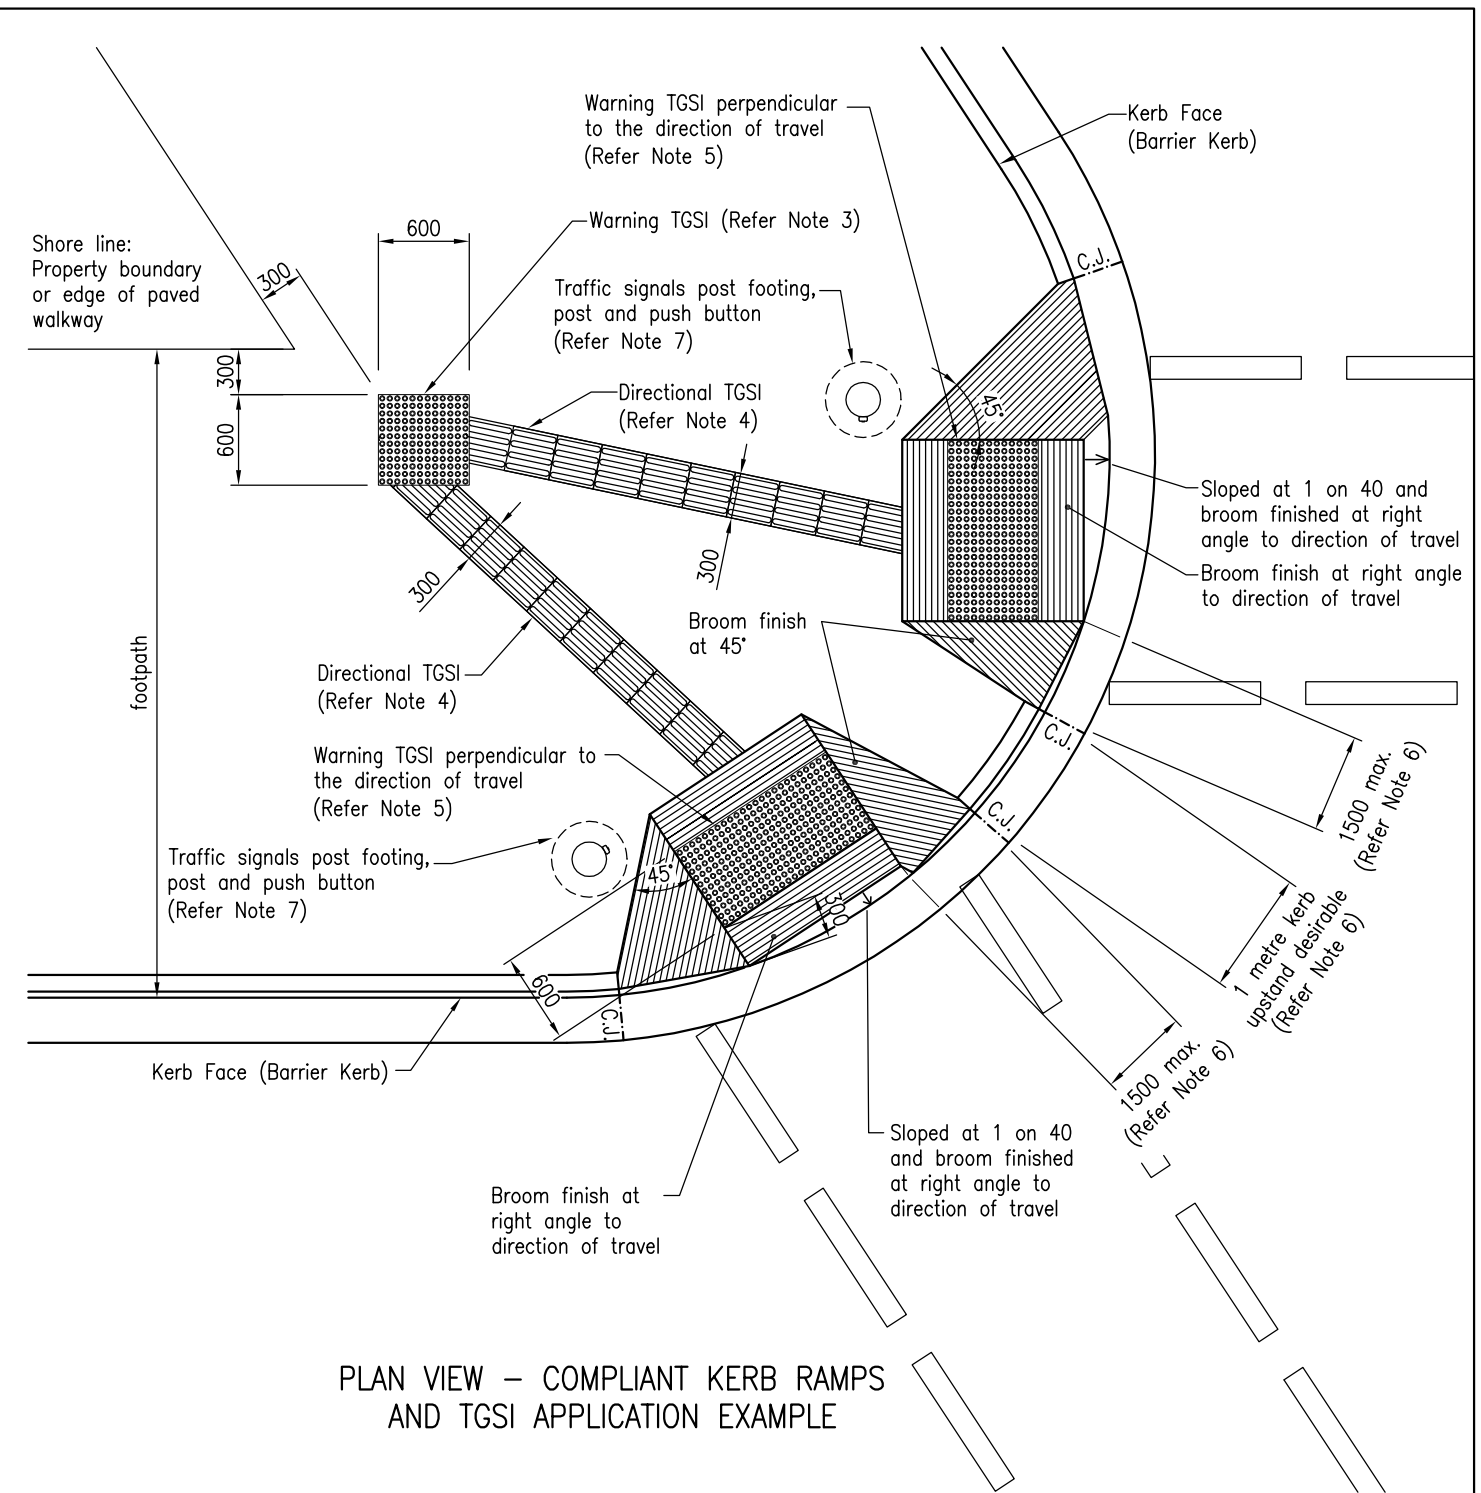 Warning TGSI perpendicular
to the direction of travel
(Refer Note 5)
Kerb Face
(Barrier Kerb)
Warning TGSI (Refer Note 3)
600
Shore line:
Property boundary
or edge of paved
walkway
300
Traffic signals post footing,
post and push button
(Refer Note 7)
C.J.
300
600
Directional TGSI
(Refer Note 4)
45°
Sloped at 1 on 40 and
broom finished at right
angle to direction of travel
Broom finish at right angle
to direction of travel
300
300
Broom finish
at 45°
footpath
Directional TGSI
(Refer Note 4)
C.J.
Warning TGSI perpendicular to
the direction of travel
(Refer Note 5)
1500 max.
(Refer Note 6)
C.J.
Traffic signals post footing,
post and push button
(Refer Note 7)
45°
300
1 metre kerb
upstand desirable
(Refer Note 6)
600
C.J.
Kerb Face (Barrier Kerb)
1500 max.
(Refer Note 6)
Sloped at 1 on 40
and broom finished
at right angle to
direction of travel
Broom finish at
right angle to
direction of travel
PLAN VIEW – COMPLIANT KERB RAMPS
AND TGSI APPLICATION EXAMPLE